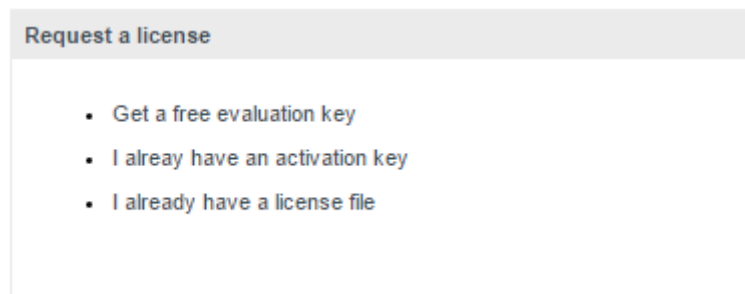 Request a license
Get a free evaluation key
I alreay have an activation key
I already have a license file